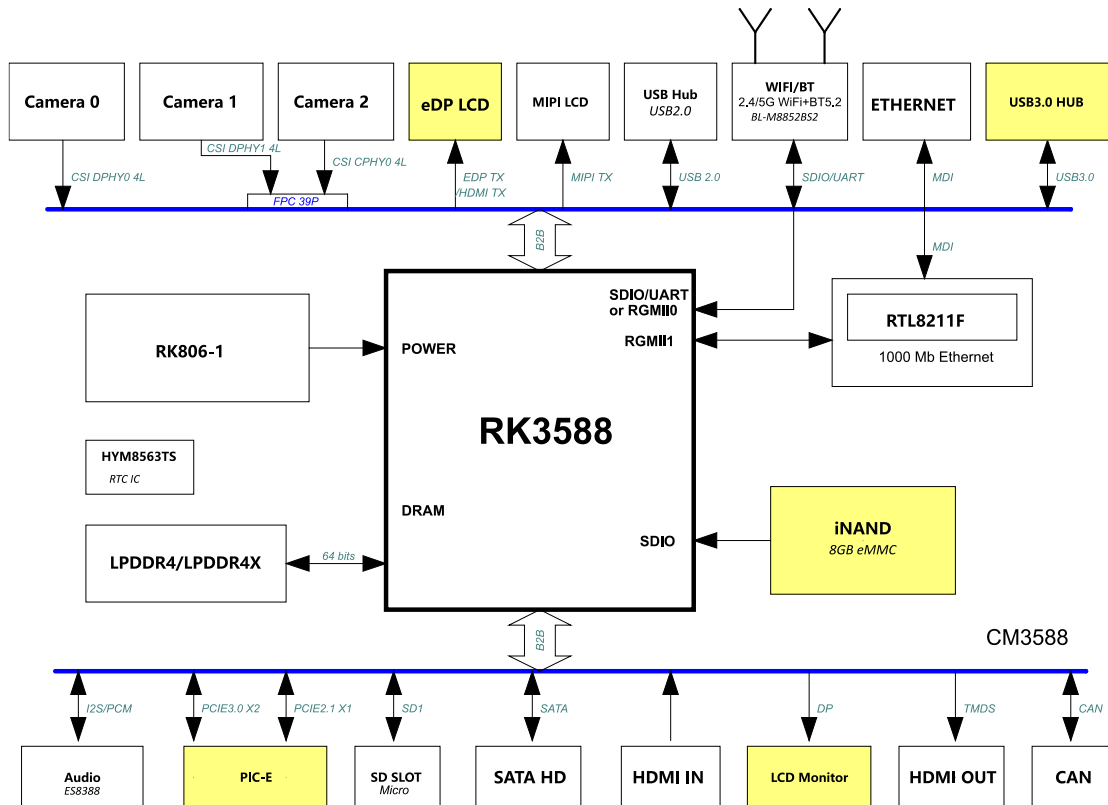 Camera 0
Camera 1
Camera 2
eDP LCD
MIPI LCD
USB Hub
USB2.0
WIFI/BT
2.4/5G WiFi+BT5.2
BL-M8852BS2
ETHERNET
USB3.0 HUB
CSI DPHY0 4L
CSI DPHY1 4L
CSI CPHY0 4L
EDP TX
/HDMI TX
MIPI TX
USB 2.0
SDIO/UART
MDI
USB3.0
FPC 39P
B2B
MDI
RK806-1
POWER
SDIO/UART
or RGMII0
RGMII1
RTL8211F
1000 Mb Ethernet
RK3588
HYM8563TS
RTC IC
DRAM
LPDDR4/LPDDR4X
64 bits
SDIO
iNAND
8GB eMMC
B2B
CM3588
I2S/PCM
PCIE3.0 X2
PCIE2.1 X1
SD1
SATA
DP
TMDS
CAN
Audio
ES8388
PIC-E
SD SLOT
Micro
SATA HD
HDMI IN
LCD Monitor
HDMI OUT
CAN